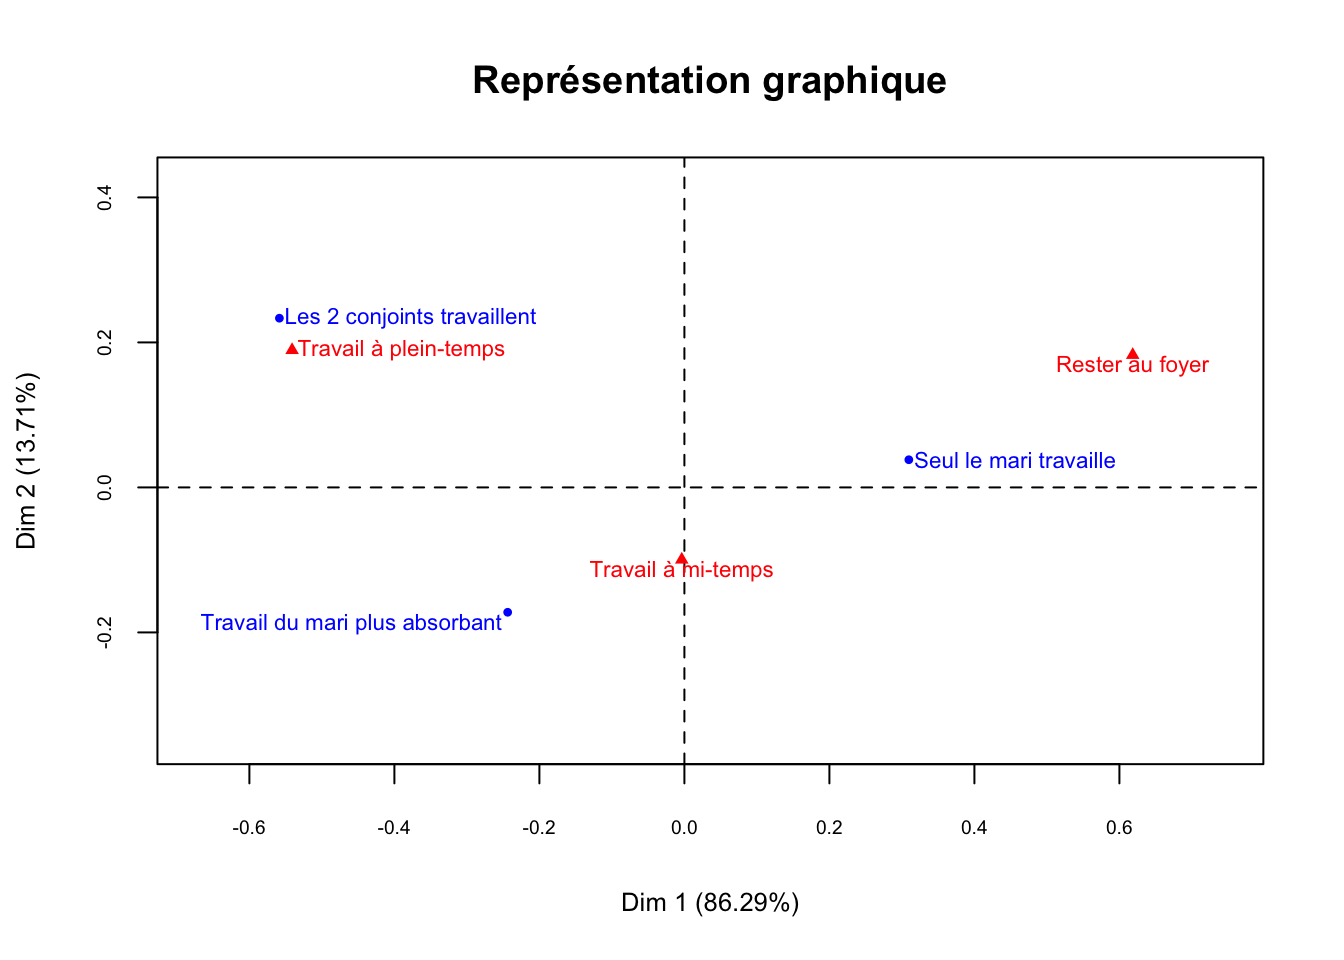 Représentation graphique
0.4
Les 2 conjoints travaillent
0.2
Travail à plein-temps
Rester au foyer
Seul le mari travaille
Dim 2 (13.71%)
0.0
Travail à mi-temps
Travail du mari plus absorbant
-0.2
-0.6 -0.4 -0.2 0.0 0.2 0.4 0.6
Dim 1 (86.29%)